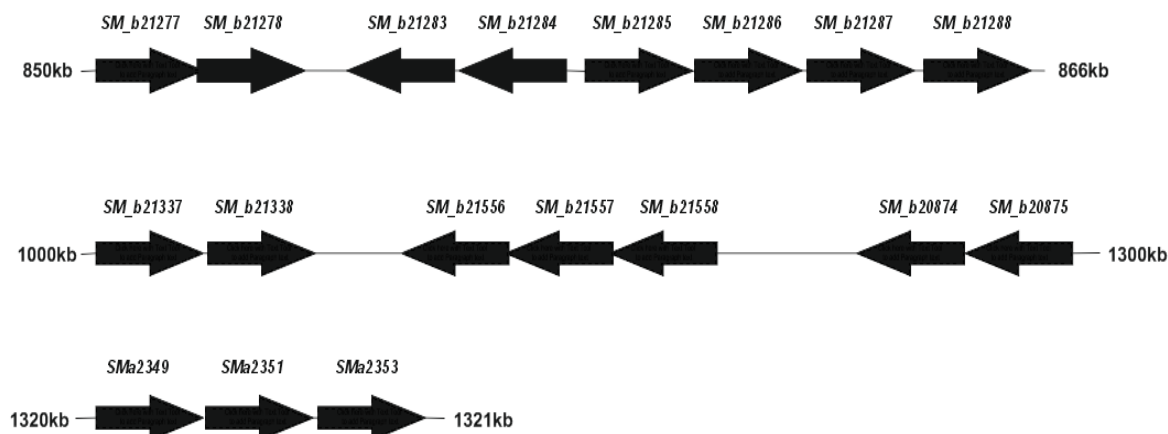 SM_b21277 SM_b21278 SM_b21283 SM_b21284 SM_b21285 SM_b21286 SM_b21287 SM_b21288
850kb 866kb
SM_b21337 SM_b21338 SM_b21556 SM_b21557 SM_b21558 SM_b20874 SM_b20875
1000kb 1300kb
SMa2349 SMa2351 SMa2353
1320kb 1321kb